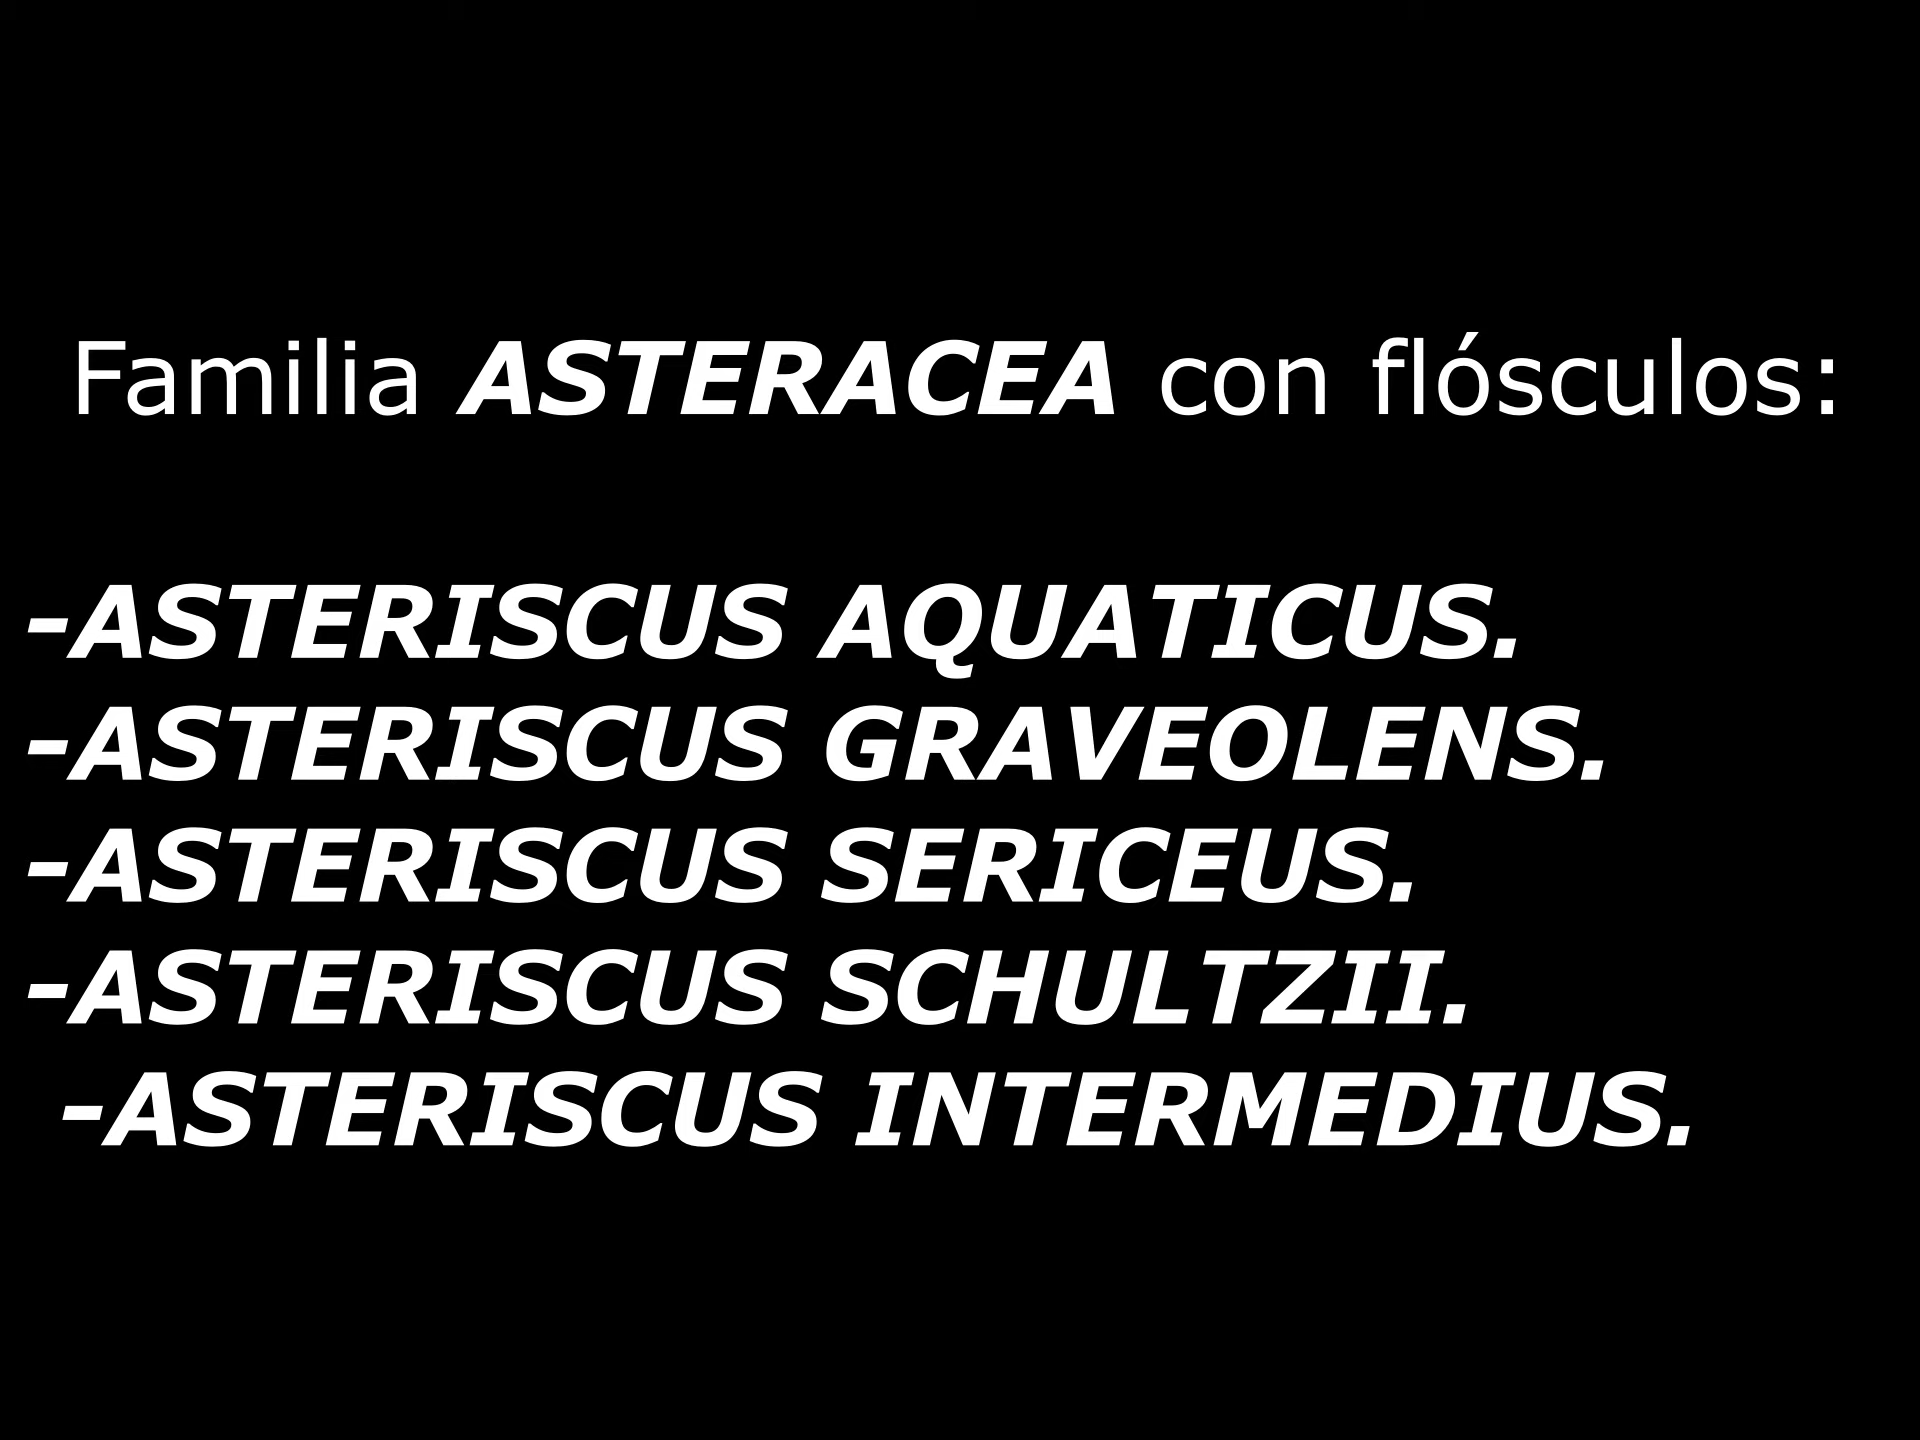 Familia ASTERACEA con flósculos:
-ASTERISCUS AQUATICUS.
-ASTERISCUS GRAVEOLENS.
-ASTERISCUS SERICEUS.
-ASTERISCUS SCHULTZII.
-ASTERISCUS INTERMEDIUS.